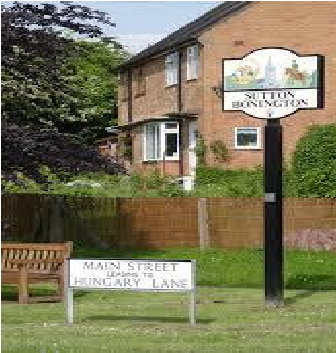 SUTTON
BONINGTON
MAIN STREET
LEADING TO
HUNGARY LANE